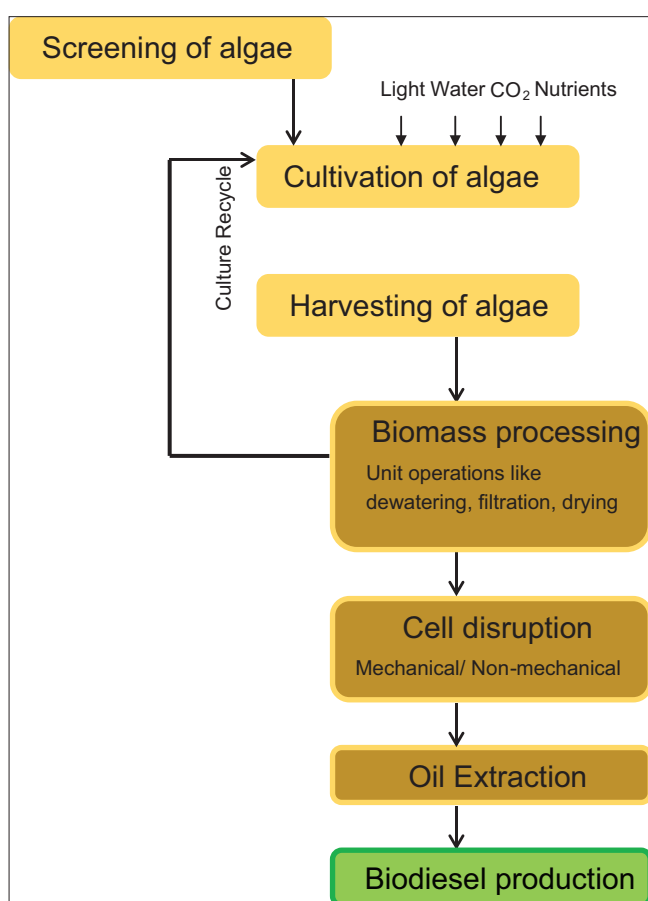 Screening of algae
Light Water CO₂ Nutrients
Cultivation of algae
Culture Recycle
Harvesting of algae
Biomass processing
Unit operations like
dewatering, filtration, drying
Cell disruption
Mechanical/ Non-mechanical
Oil Extraction
Biodiesel production